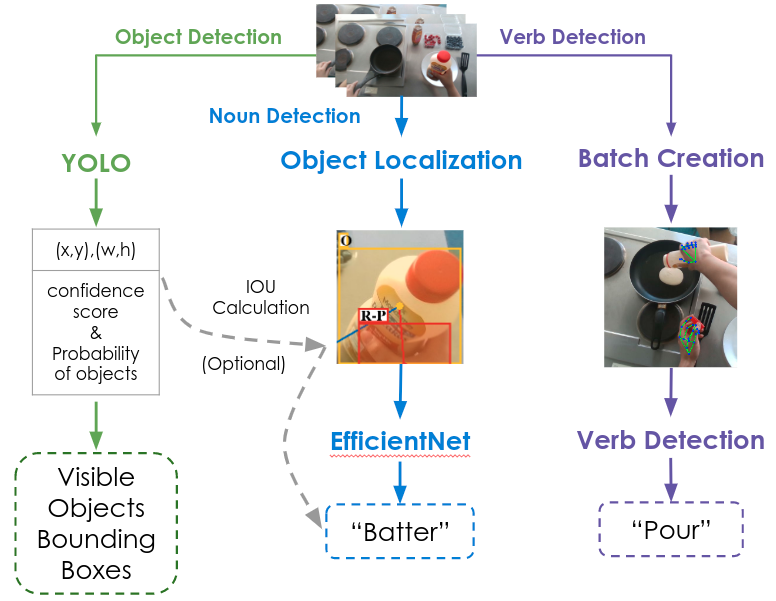 Object Detection
Verb Detection
Noun Detection
YOLO
Object Localization
Batch Creation
(x,y),(w,h)
confidence
score
&
Probability
of objects
IOU
Calculation
(Optional)
O
R-P
EfficientNet
Verb Detection
Visible
Objects
Bounding
Boxes
“Batter”
“Pour”